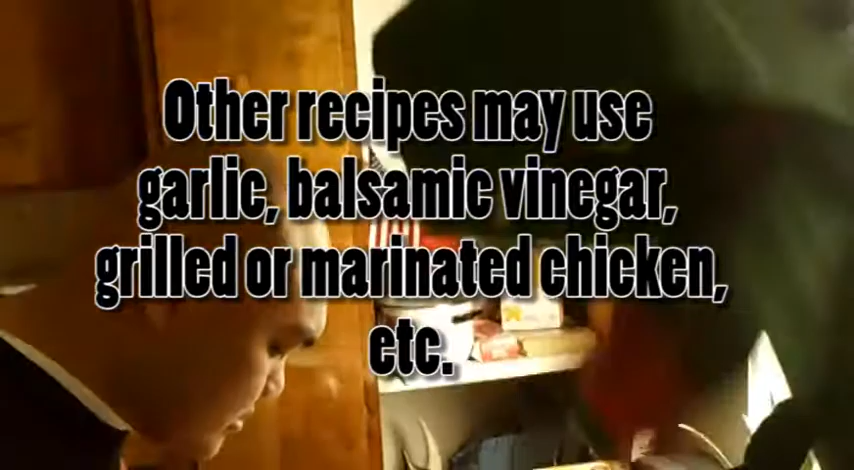 Other recipes may use
garlic, balsamic vinegar,
grilled or marinated chicken,
etc.